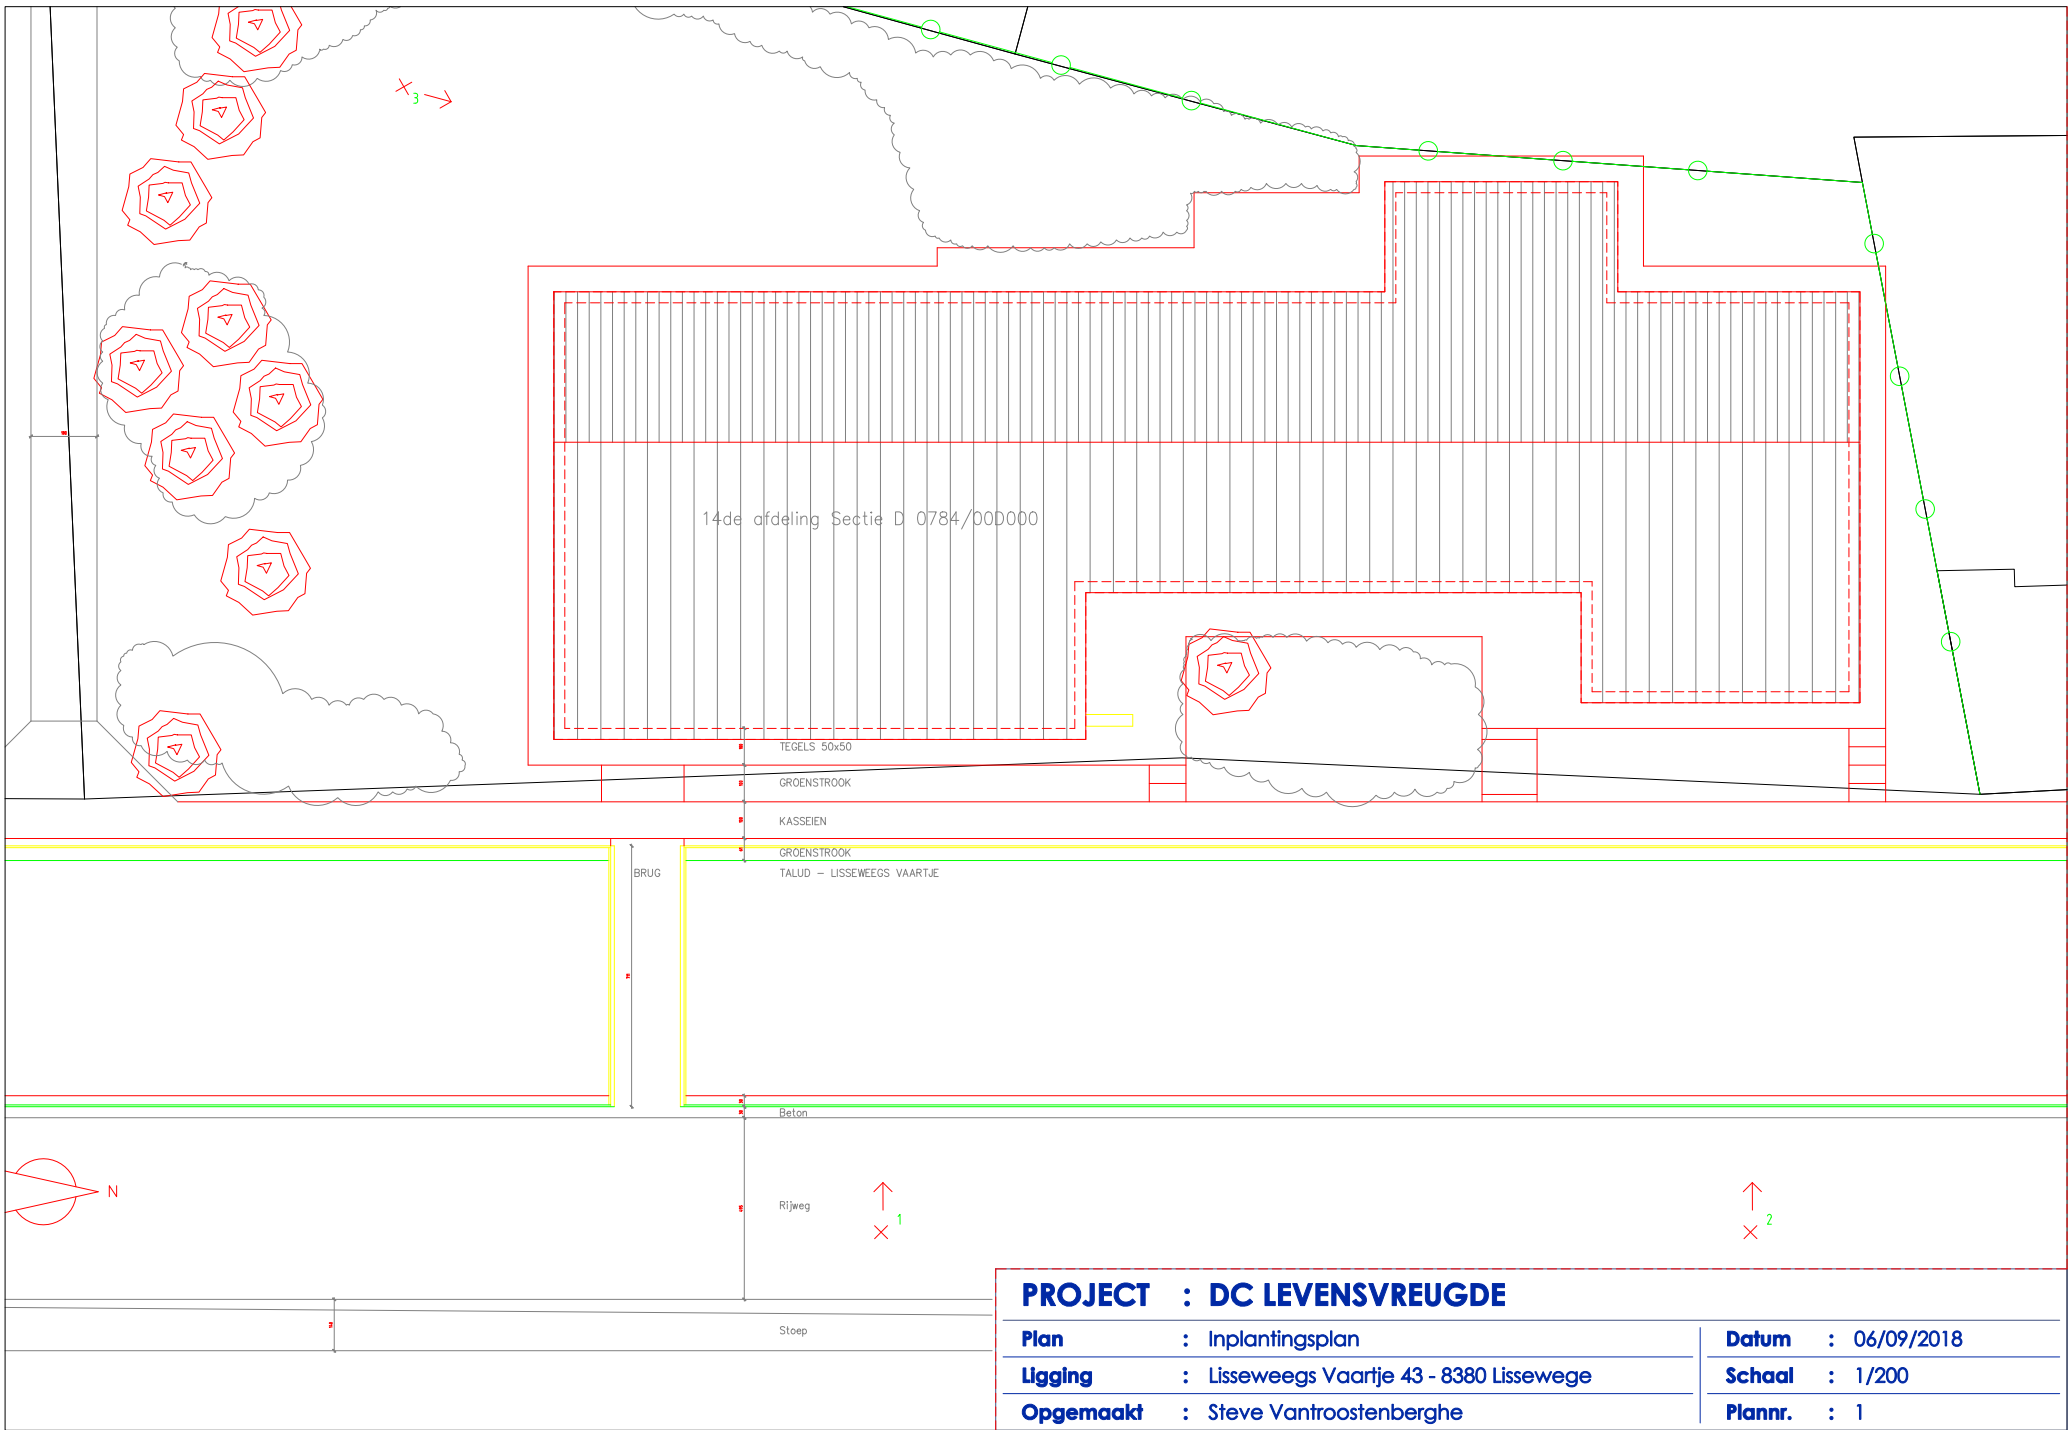 3
14de afdeling Sectie D 0784/00D000
TEGELS 50x50
GROENSTROOK
KASSEIEN
GROENSTROOK
BRUG
TALUD - LISSEWEEGS VAARTJE
Beton
N
Rijweg
1
2
Stoep
PROJECT : DC LEVENSVREUGDE
Plan : Inplantingsplan
Datum : 06/09/2018
Ligging : Lisseweegs Vaartje 43 - 8380 Lissewege
Schaal : 1/200
Opgemaakt : Steve Vantroostenberghe
Plannr. : 1